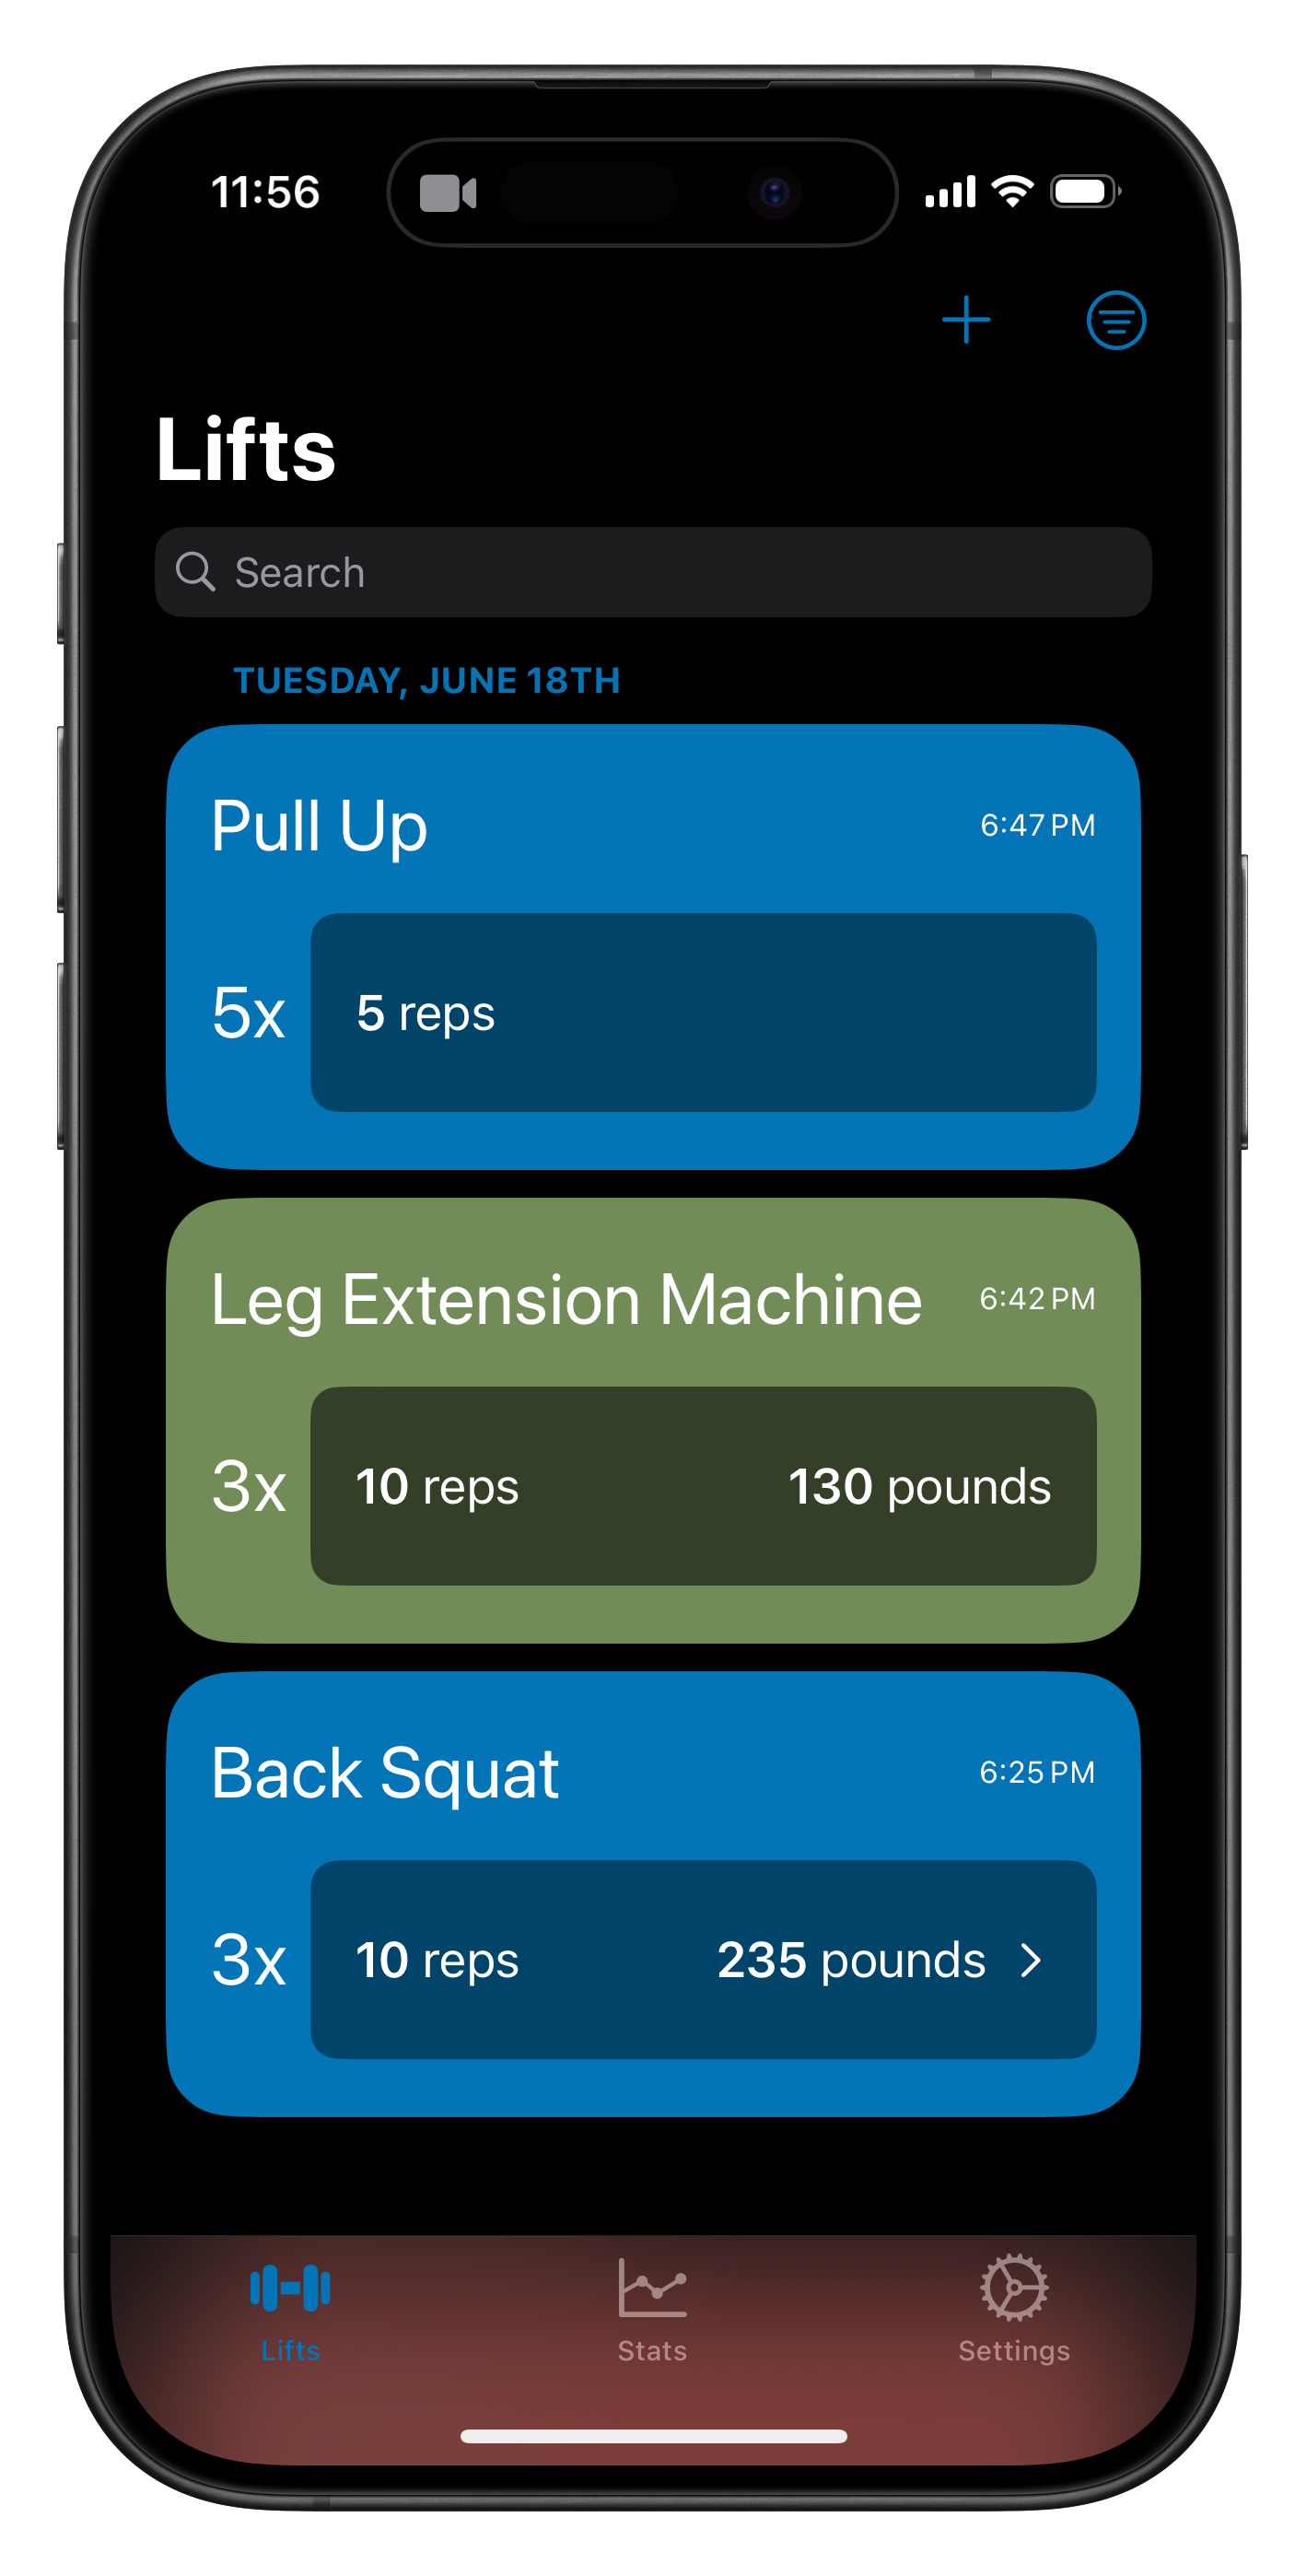 11:56
Lifts
Search
TUESDAY, JUNE 18TH
Pull Up 6:47 PM
5x 5 reps
Leg Extension Machine 6:42 PM
3x 10 reps 130 pounds
Back Squat 6:25 PM
3x 10 reps 235 pounds
Lifts Stats Settings